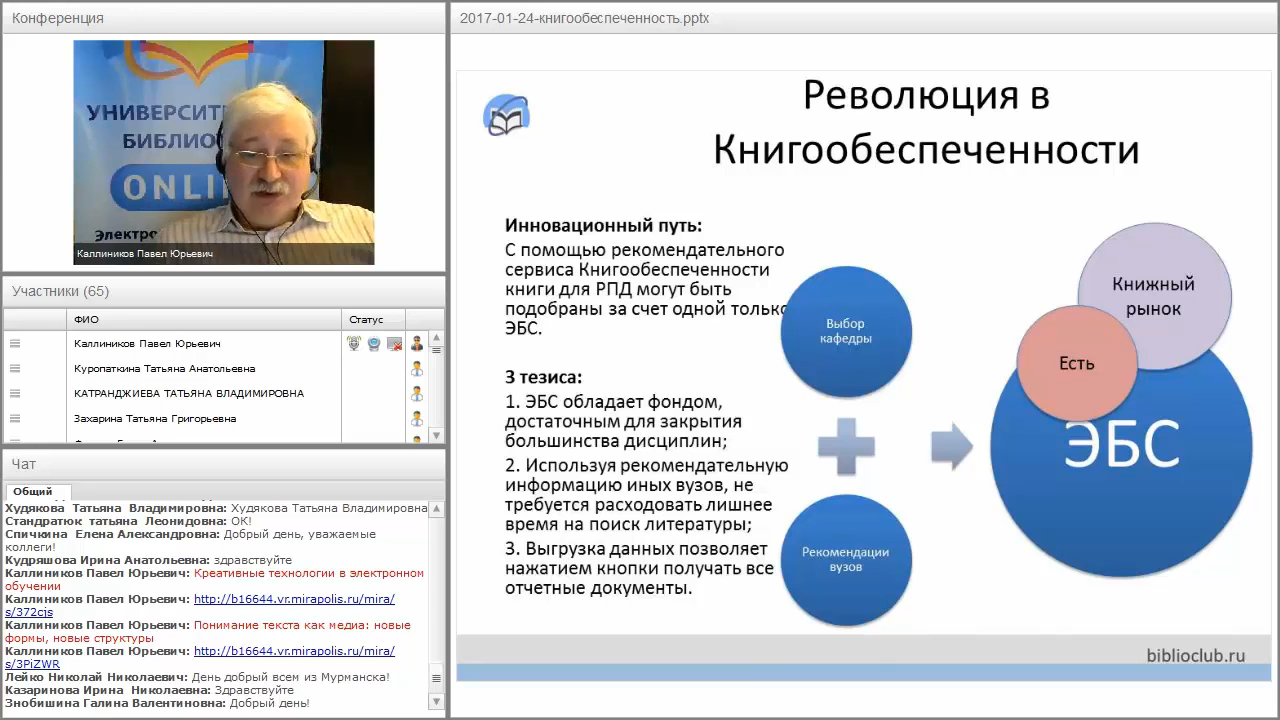 Конференция
УНИВЕРСИТ
БИБЛИО
ONLI
Электро
Каллиников Павел Юрьевич
Участники (65)
ФИО
Статус
Каллиников Павел Юрьевич
Куропаткина Татьяна Анатольевна
КАТРАНДЖИЕВА ТАТЬЯНА ВЛАДИМИРОВНА
Захарина Татьяна Григорьевна
Чат
Общий
Худякова Татьяна Владимировна: Худякова Татьяна Владимировна
Стандратюк татьяна Леонидовна: ОК!
Спичкина Елена Александровна: Добрый день, уважаемые
коллеги!
Кудряшова Ирина Анатольевна: здравствуйте
Каллиников Павел Юрьевич: Креативные технологии в электронном
обучении
Каллиников Павел Юрьевич: http://b16644.vr.mirapolis.ru/mira/
s/372cjs
Каллиников Павел Юрьевич: Понимание текста как медиа: новые
формы, новые структуры
Каллиников Павел Юрьевич: http://b16644.vr.mirapolis.ru/mira/
s/3PiZWR
Лейко Николай Николаевич: День добрый всем из Мурманска!
Казаринова Ирина Николаевна: Здравствуйте
Знобишина Галина Валентиновна: Добрый день!
2017-01-24-книгообеспеченность.pptx
Революция в
Книгообеспеченности
Инновационный путь:
С помощью рекомендательного
сервиса Книгообеспеченности
книги для РПД могут быть
подобраны за счет одной только
ЭБС.
3 тезиса:
1. ЭБС обладает фондом,
достаточным для закрытия
большинства дисциплин;
2. Используя рекомендательную
информацию иных вузов, не
требуется расходовать лишнее
время на поиск литературы;
3. Выгрузка данных позволяет
нажатием кнопки получать все
отчетные документы.
Выбор
кафедры
Рекомендации
вузов
Книжный
рынок
Есть
ЭБС
biblioclub.ru